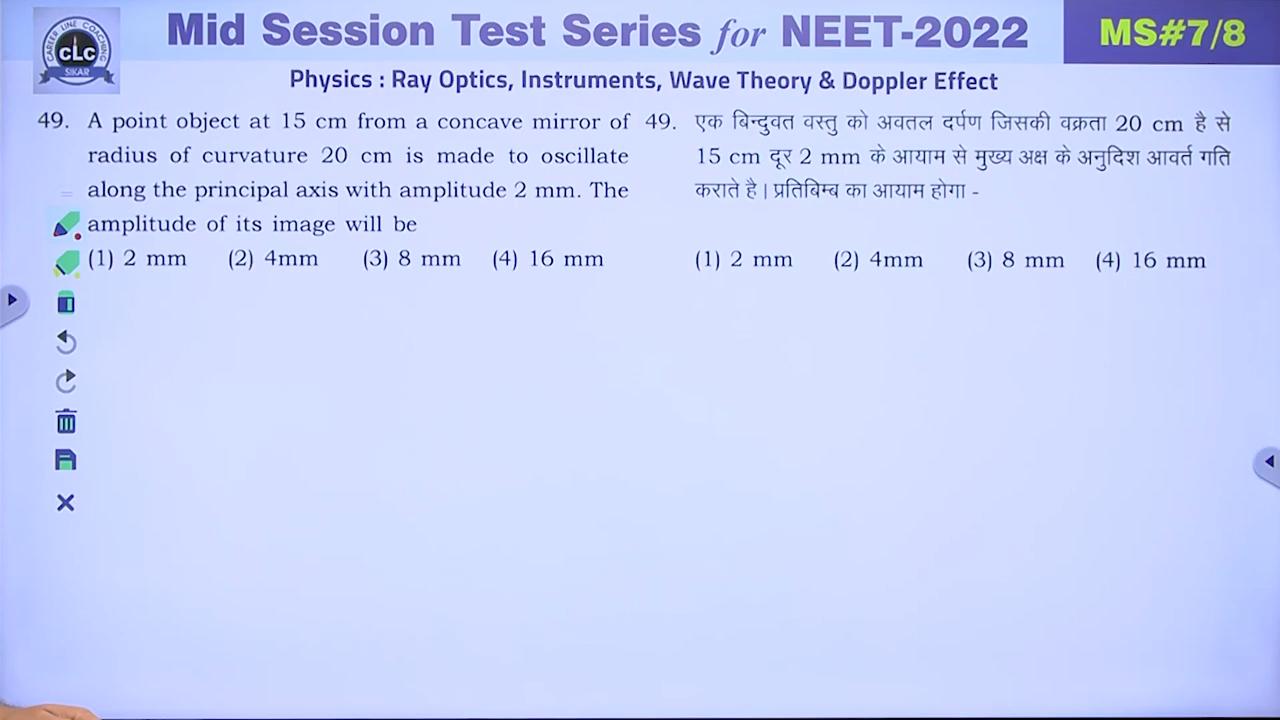 CAREER LINE COACHING
CLC
SIKAR
Mid Session Test Series for NEET-2022
MS#7/8
Physics : Ray Optics, Instruments, Wave Theory & Doppler Effect
49. A point object at 15 cm from a concave mirror of
radius of curvature 20 cm is made to oscillate
along the principal axis with amplitude 2 mm. The
amplitude of its image will be
(1) 2 mm (2) 4mm (3) 8 mm (4) 16 mm
49. एक बिन्दुवत वस्तु को अवतल दर्पण जिसकी वक्रता 20 cm है से
15 cm दूर 2 mm के आयाम से मुख्य अक्ष के अनुदिश आवर्त गति
कराते है। प्रतिबिम्ब का आयाम होगा -
(1) 2 mm (2) 4mm (3) 8 mm (4) 16 mm